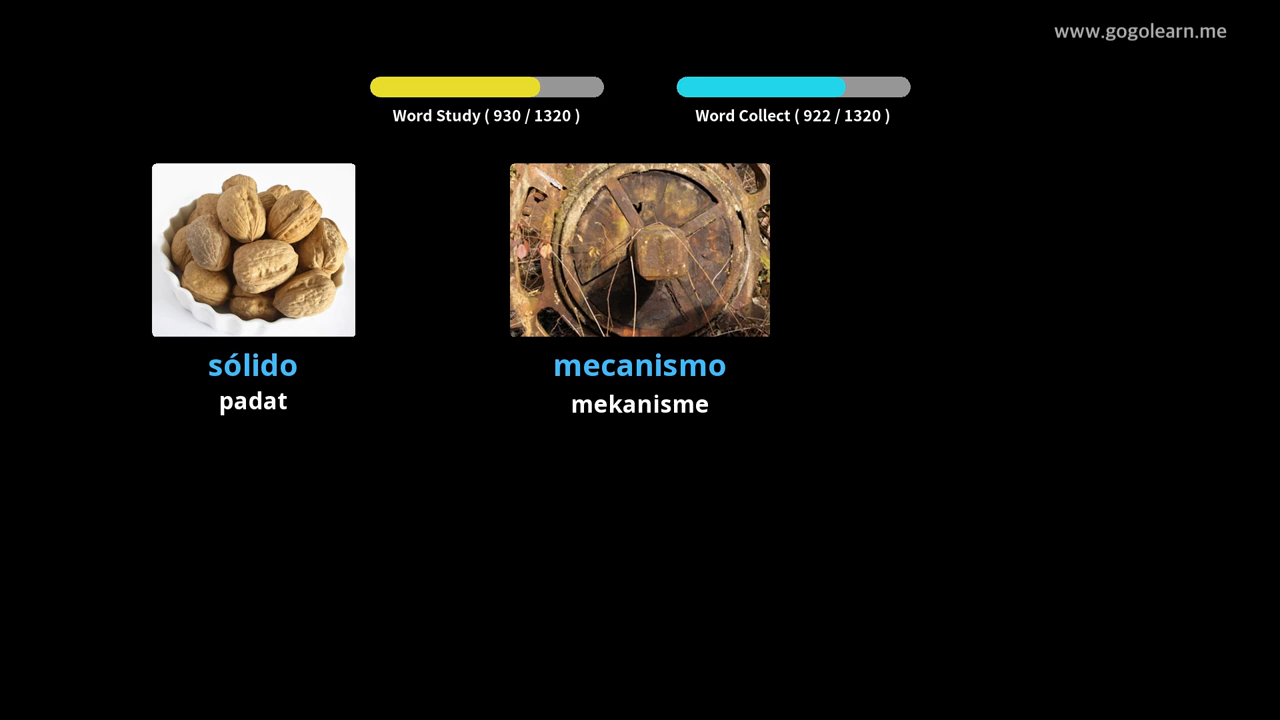 www.gogolearn.me
Word Study ( 930 / 1320 )
Word Collect ( 922 / 1320 )
sólido
padat
mecanismo
mekanisme